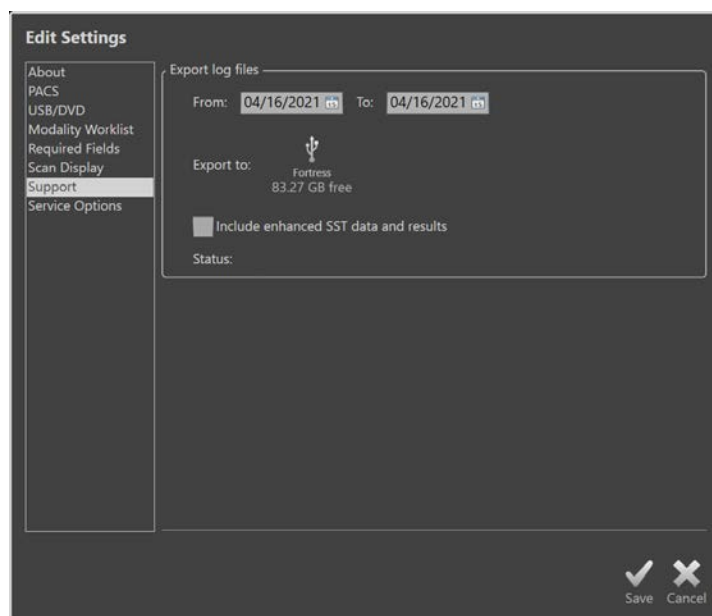 Edit Settings
About
PACS
USB/DVD
Modality Worklist
Required Fields
Scan Display
Support
Service Options
Export log files
From: 04/16/2021 15 To: 04/16/2021 15
Export to:
Fortress
83.27 GB free
Include enhanced SST data and results
Status:
Save Cancel